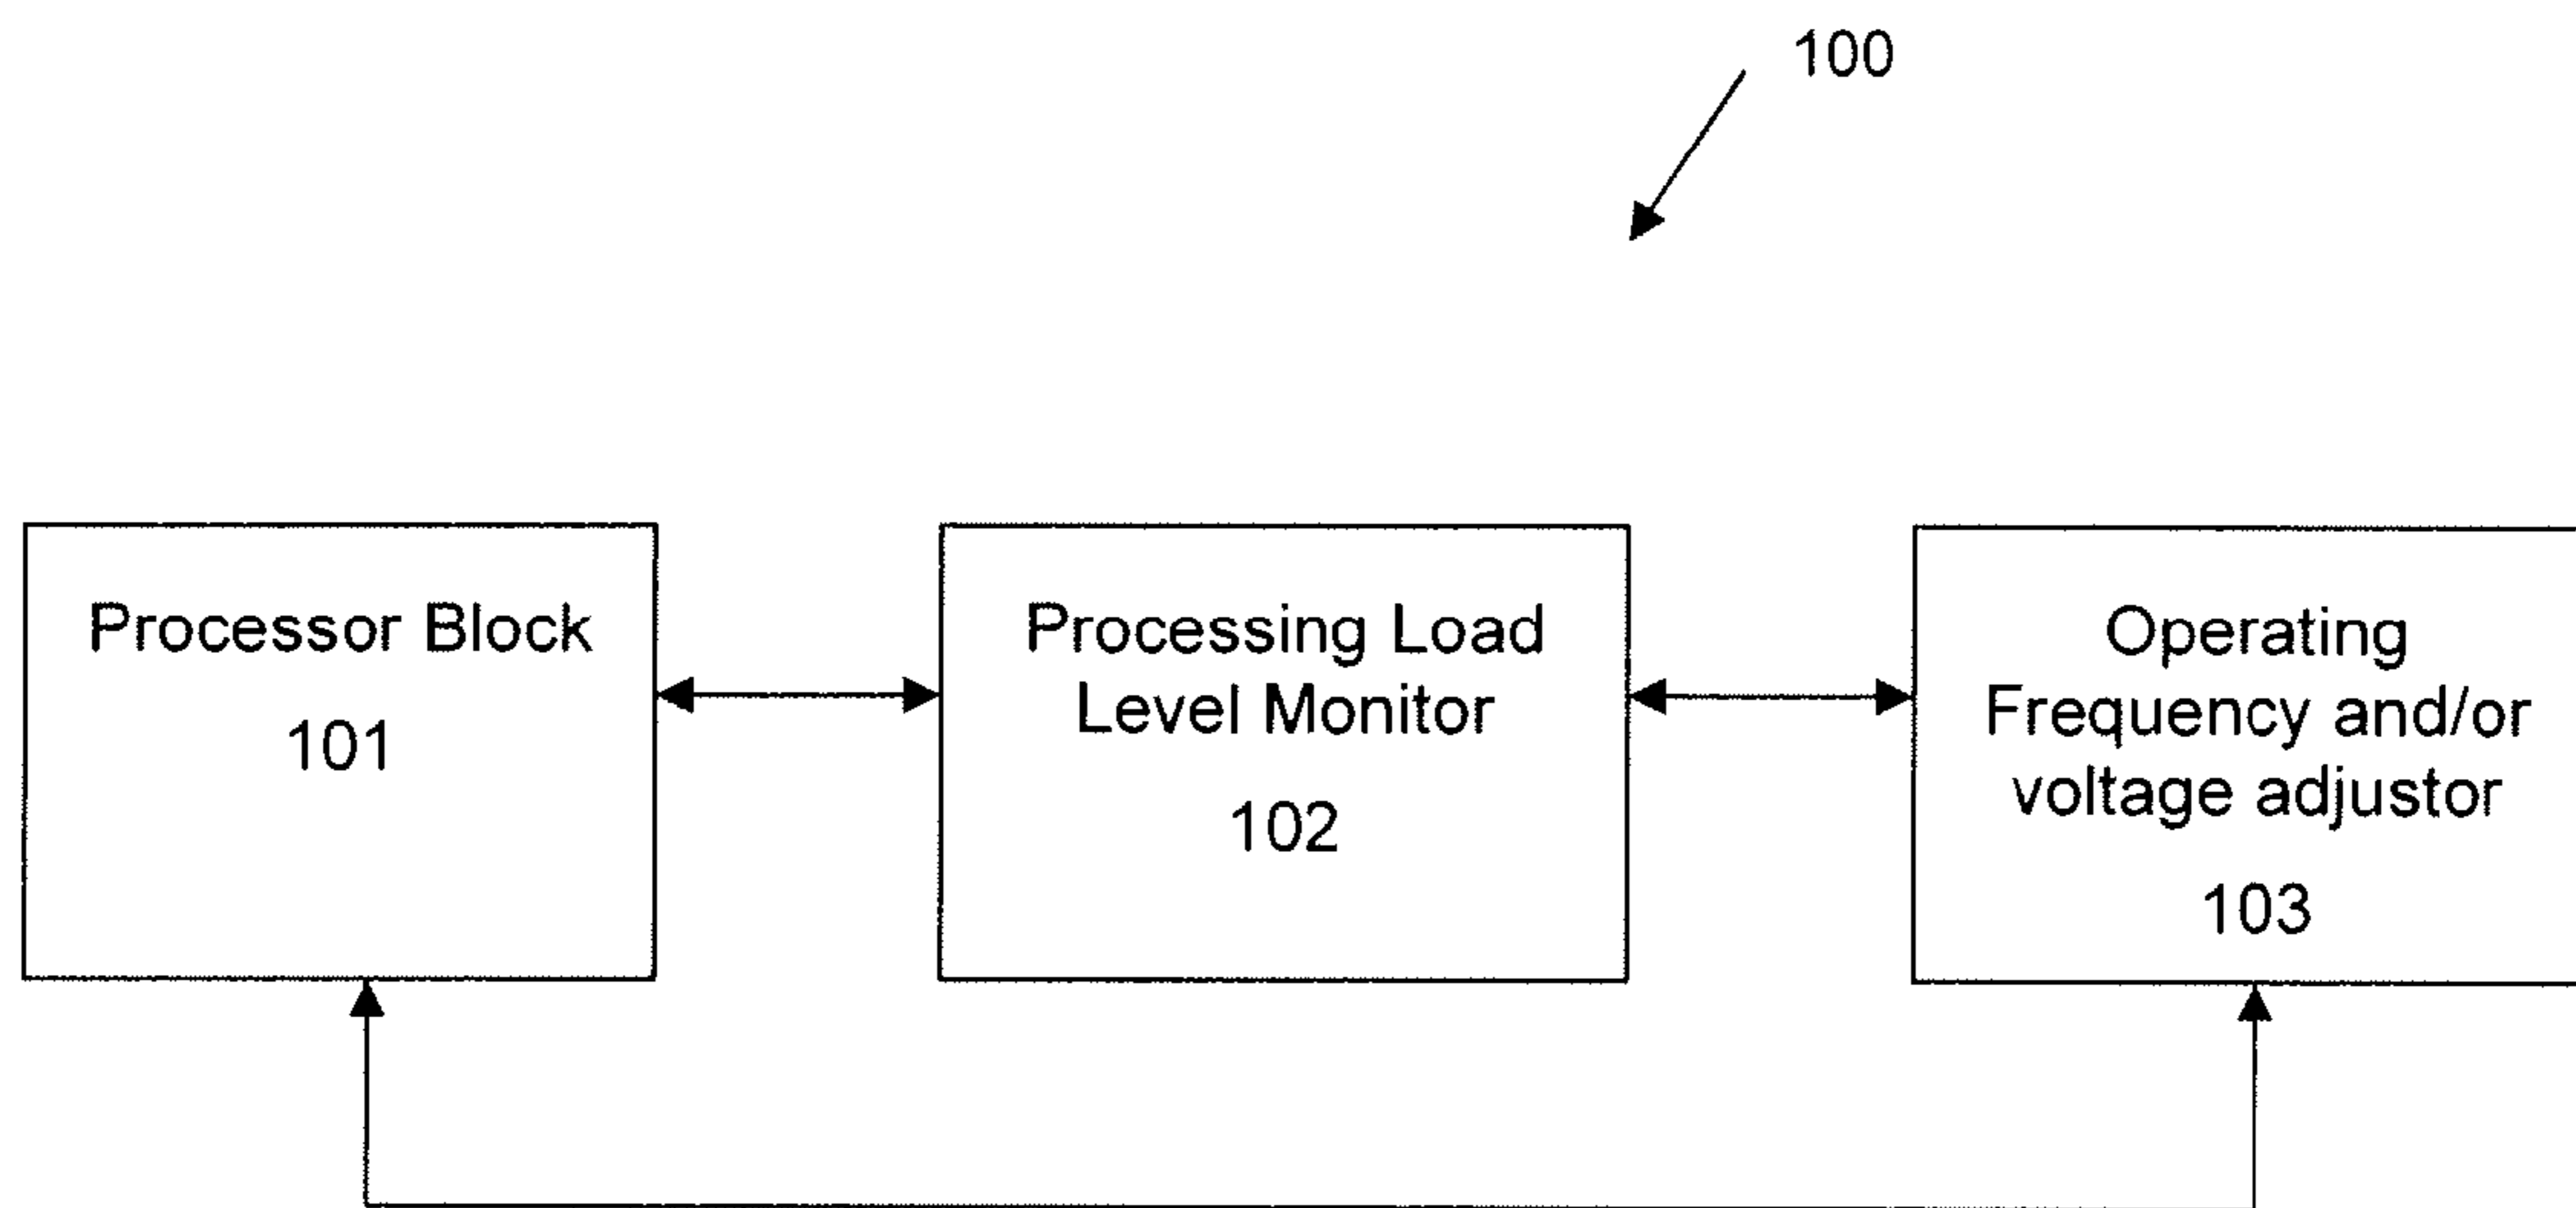 100
Processor Block
101
Processing Load
Level Monitor
102
Operating
Frequency and/or
voltage adjustor
103